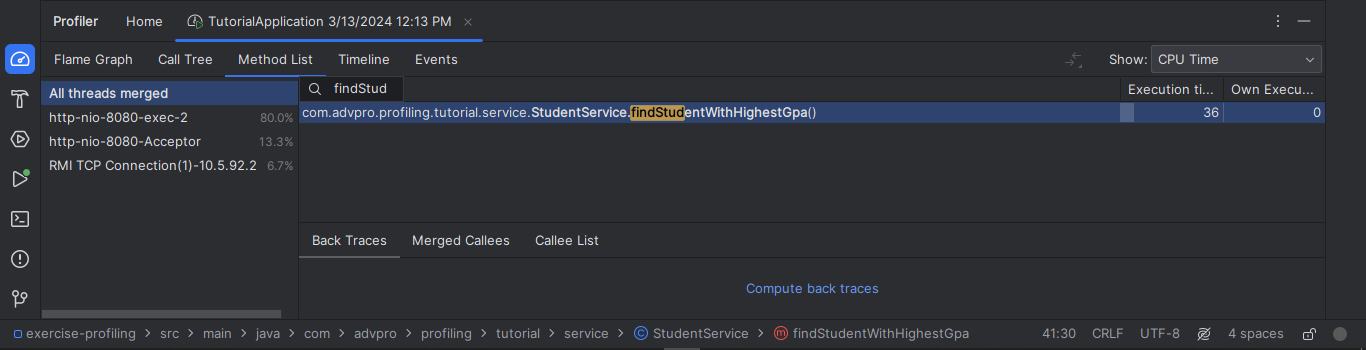 Profiler Home TutorialApplication 3/13/2024 12:13 PM
Flame Graph Call Tree Method List Timeline Events Show: CPU Time
All threads merged
http-nio-8080-exec-2 80.0%
http-nio-8080-Acceptor 13.3%
RMI TCP Connection(1)-10.5.92.2 6.7%
findStud
Execution ti... Own Execu...
com.advpro.profiling.tutorial.service.StudentService.findStudentWithHighestGpa() 36 0
Back Traces Merged Callees Callee List
Compute back traces
exercise-profiling > src > main > java > com > advpro > profiling > tutorial > service > StudentService > findStudentWithHighestGpa 41:30 CRLF UTF-8 4 spaces